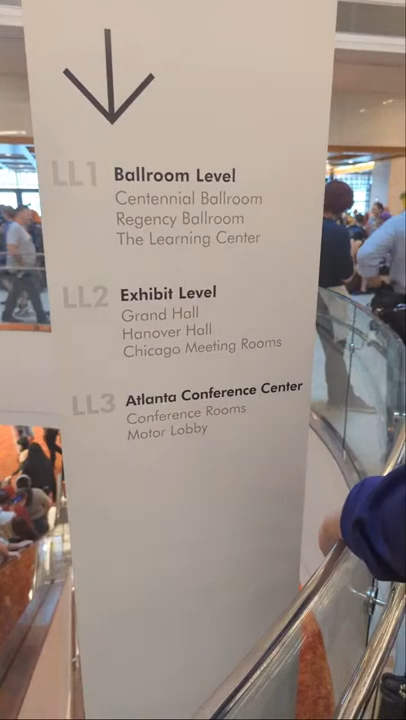 LL1 Ballroom Level
Centennial Ballroom
Regency Ballroom
The Learning Center
LL2 Exhibit Level
Grand Hall
Hanover Hall
Chicago Meeting Rooms
LL3 Atlanta Conference Center
Conference Rooms
Motor Lobby